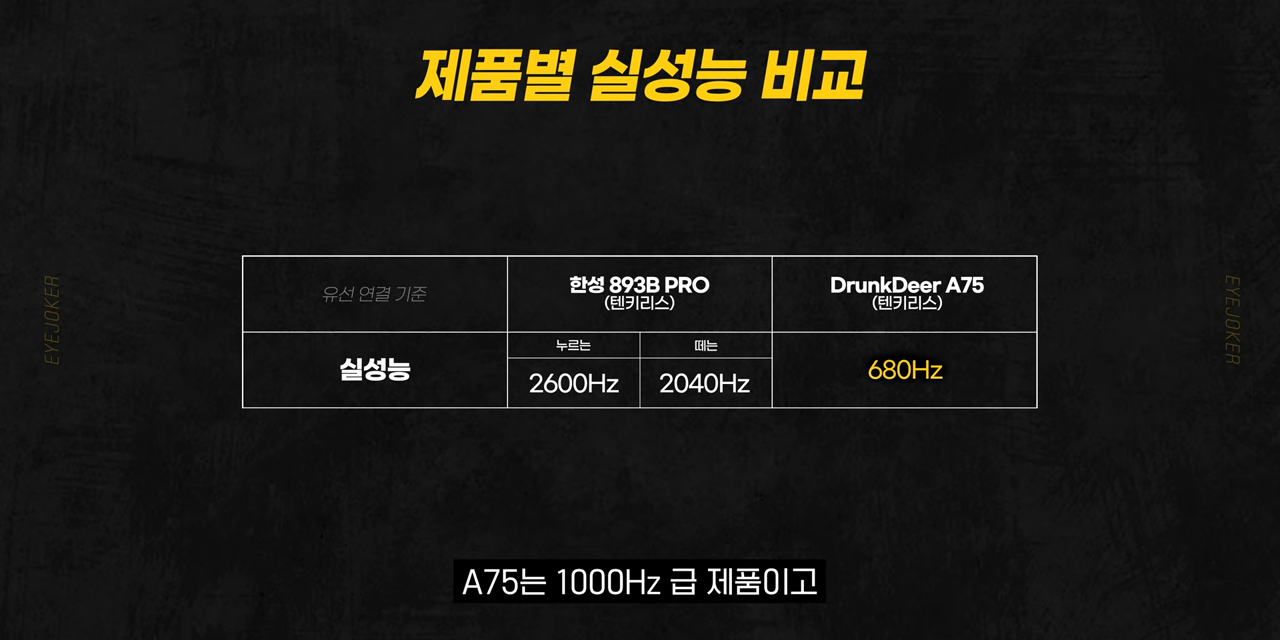 제품별 실성능 비교
EYEJOKER
EYEJOKER
유선 연결 기준
한성 893B PRO
(텐키리스)
DrunkDeer A75
(텐키리스)
실성능
누르는
떼는
2600Hz
2040Hz
680Hz
A75는 1000Hz 급 제품이고